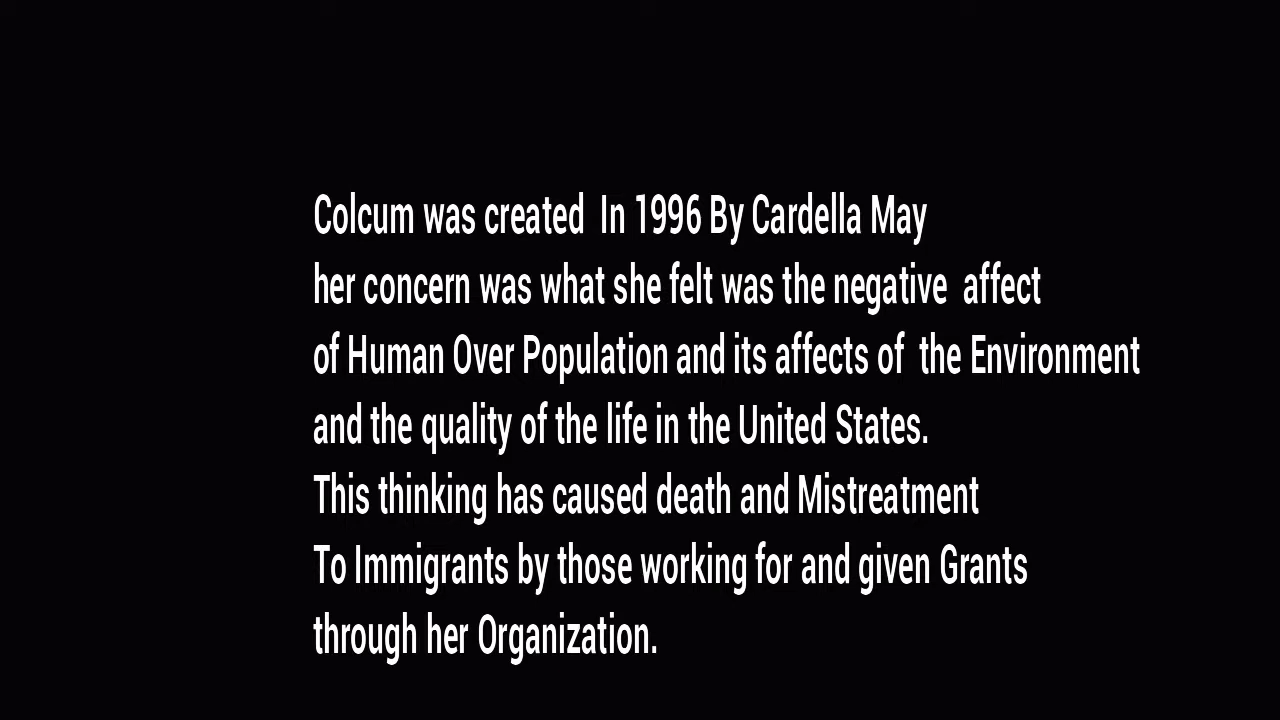 Colcum was created  In 1996 By Cardella May
her concern was what she felt was the negative  affect
of Human Over Population and its affects of  the Environment
and the quality of the life in the United States.
This thinking has caused death and Mistreatment
To Immigrants by those working for and given Grants
through her Organization.